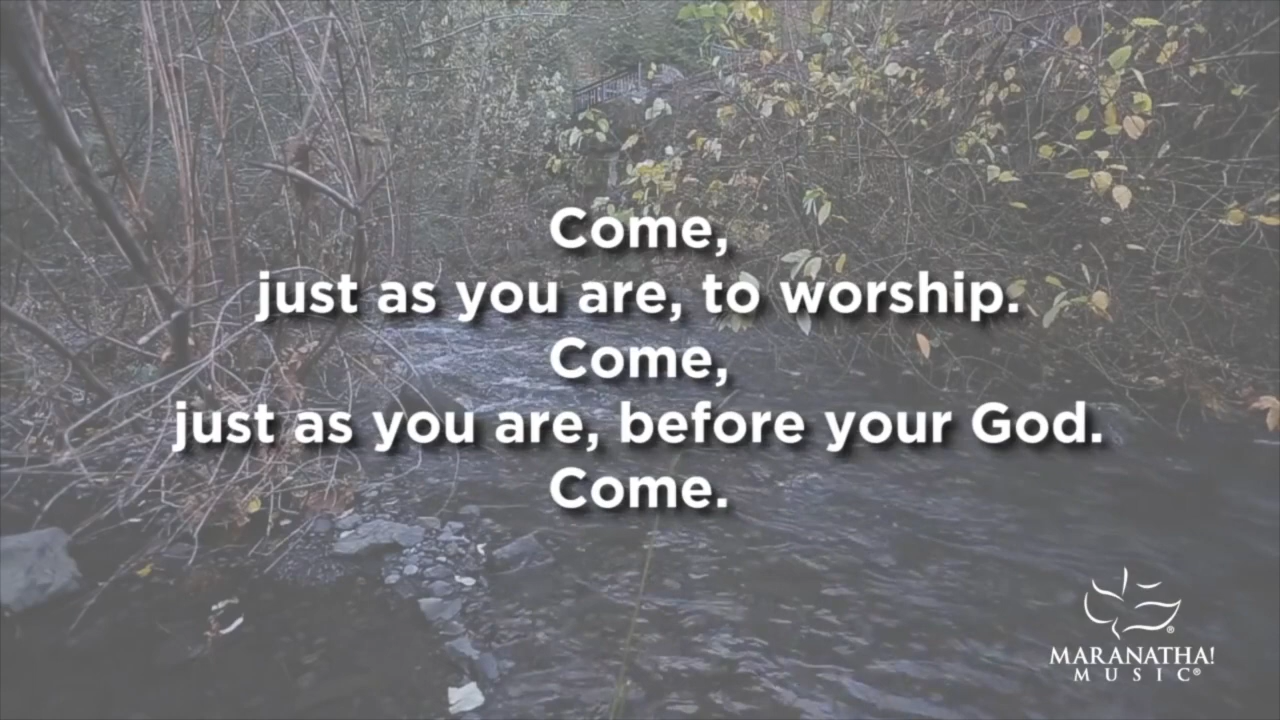 Come,
just as you are, to worship.
Come,
just as you are, before your God.
Come.
MARANATHA!
MUSIC®